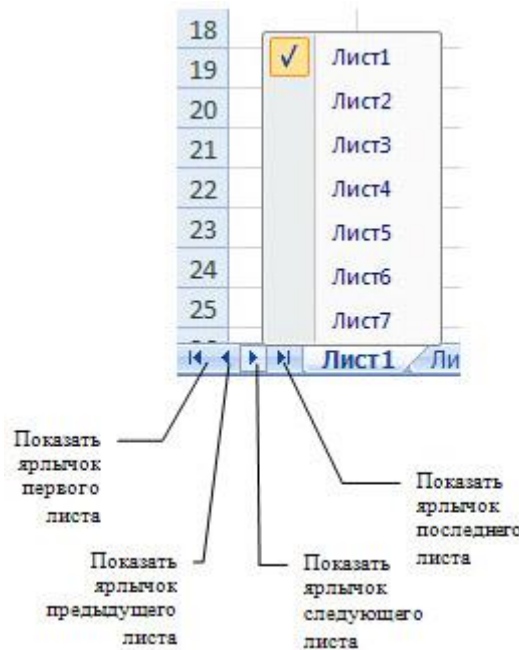 18
19
20
21
22
23
24
25
Лист1
Лист2
Лист3
Лист4
Лист5
Лист6
Лист7
Лист1
Ли
Показать
ярлычок
первого
листа
Показать
ярлычок
предыдущего
листа
Показать
ярлычок
следующего
листа
Показать
ярлычок
последнего
листа